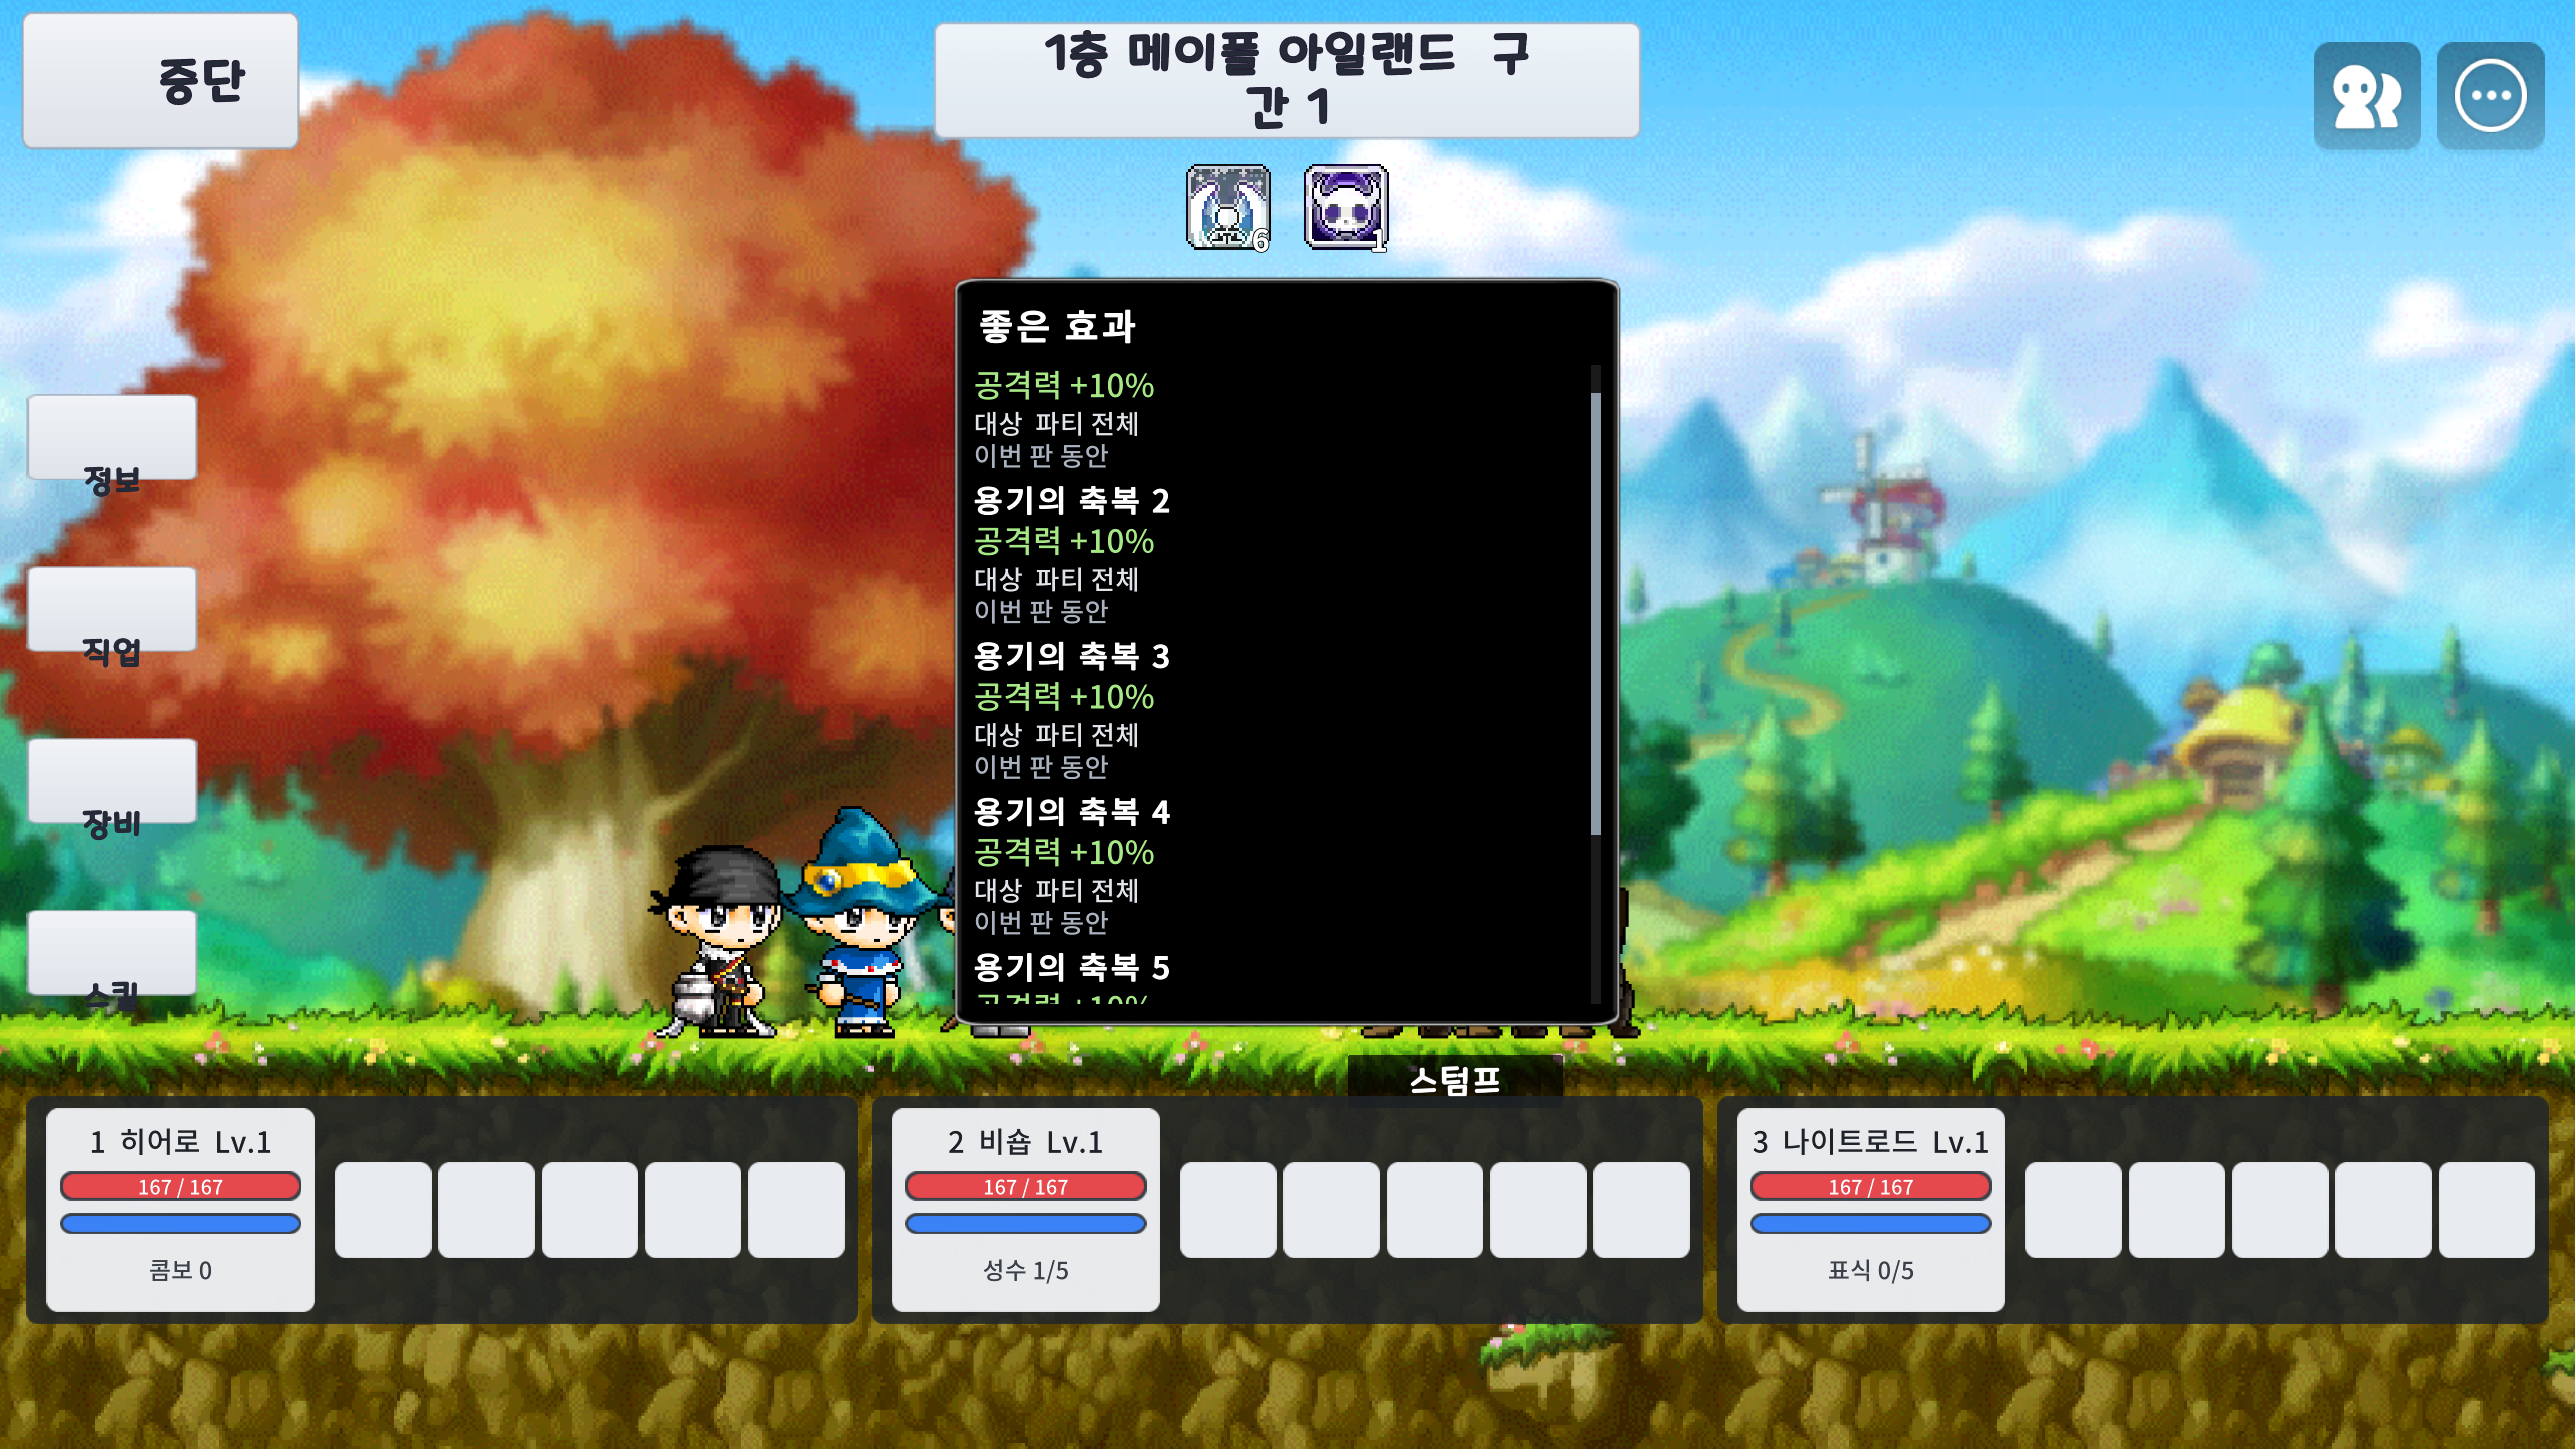 중단
1층 메이플 아일랜드 구
간 1
6
1
좋은 효과
공격력 +10%
대상 파티 전체
이번 판 동안
용기의 축복 2
공격력 +10%
대상 파티 전체
이번 판 동안
용기의 축복 3
공격력 +10%
대상 파티 전체
이번 판 동안
용기의 축복 4
공격력 +10%
대상 파티 전체
이번 판 동안
용기의 축복 5
공격력 +10%
정보
직업
장비
스킬
스텀프
1 히어로 Lv.1
167 / 167
콤보 0
2 비숍 Lv.1
167 / 167
성수 1/5
3 나이트로드 Lv.1
167 / 167
표식 0/5